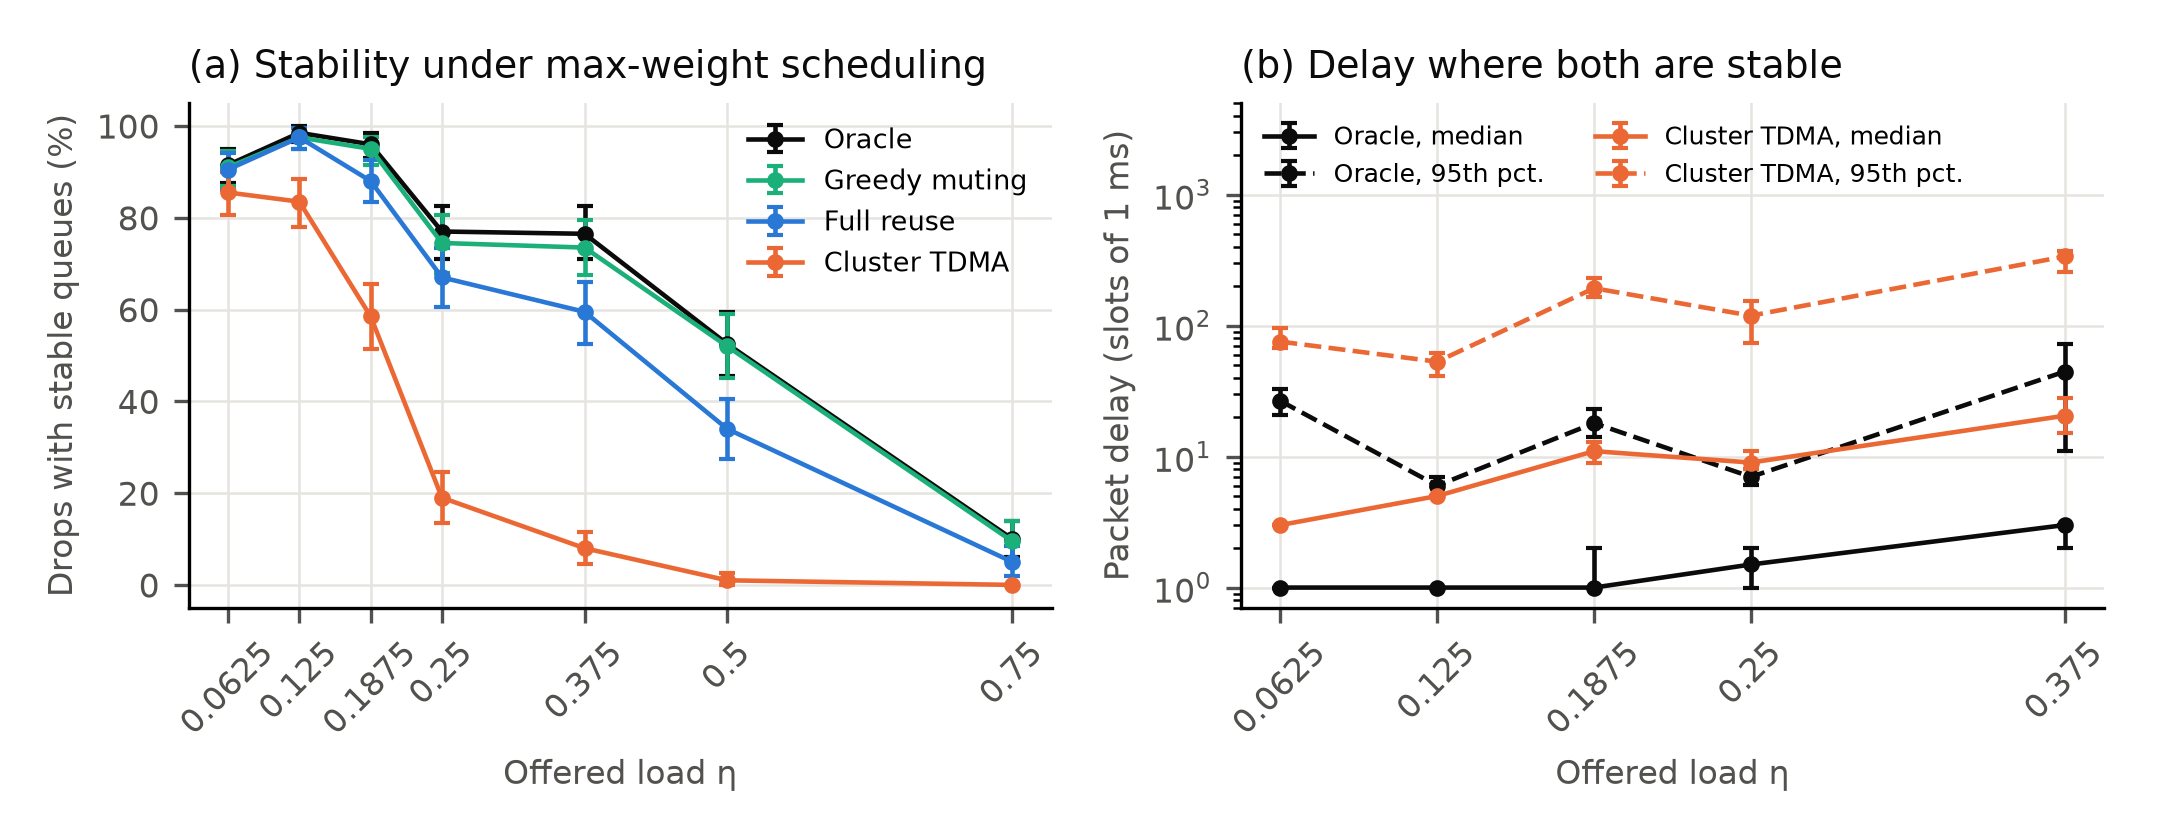 (a) Stability under max-weight scheduling
Drops with stable queues (%)
100
80
60
40
20
0
Oracle
Greedy muting
Full reuse
Cluster TDMA
0.0625
0.125
0.1875
0.25
0.375
0.5
0.75
Offered load η
(b) Delay where both are stable
Packet delay (slots of 1 ms)
10³
10²
10¹
10⁰
Oracle, median
Oracle, 95th pct.
Cluster TDMA, median
Cluster TDMA, 95th pct.
0.0625
0.125
0.1875
0.25
0.375
Offered load η